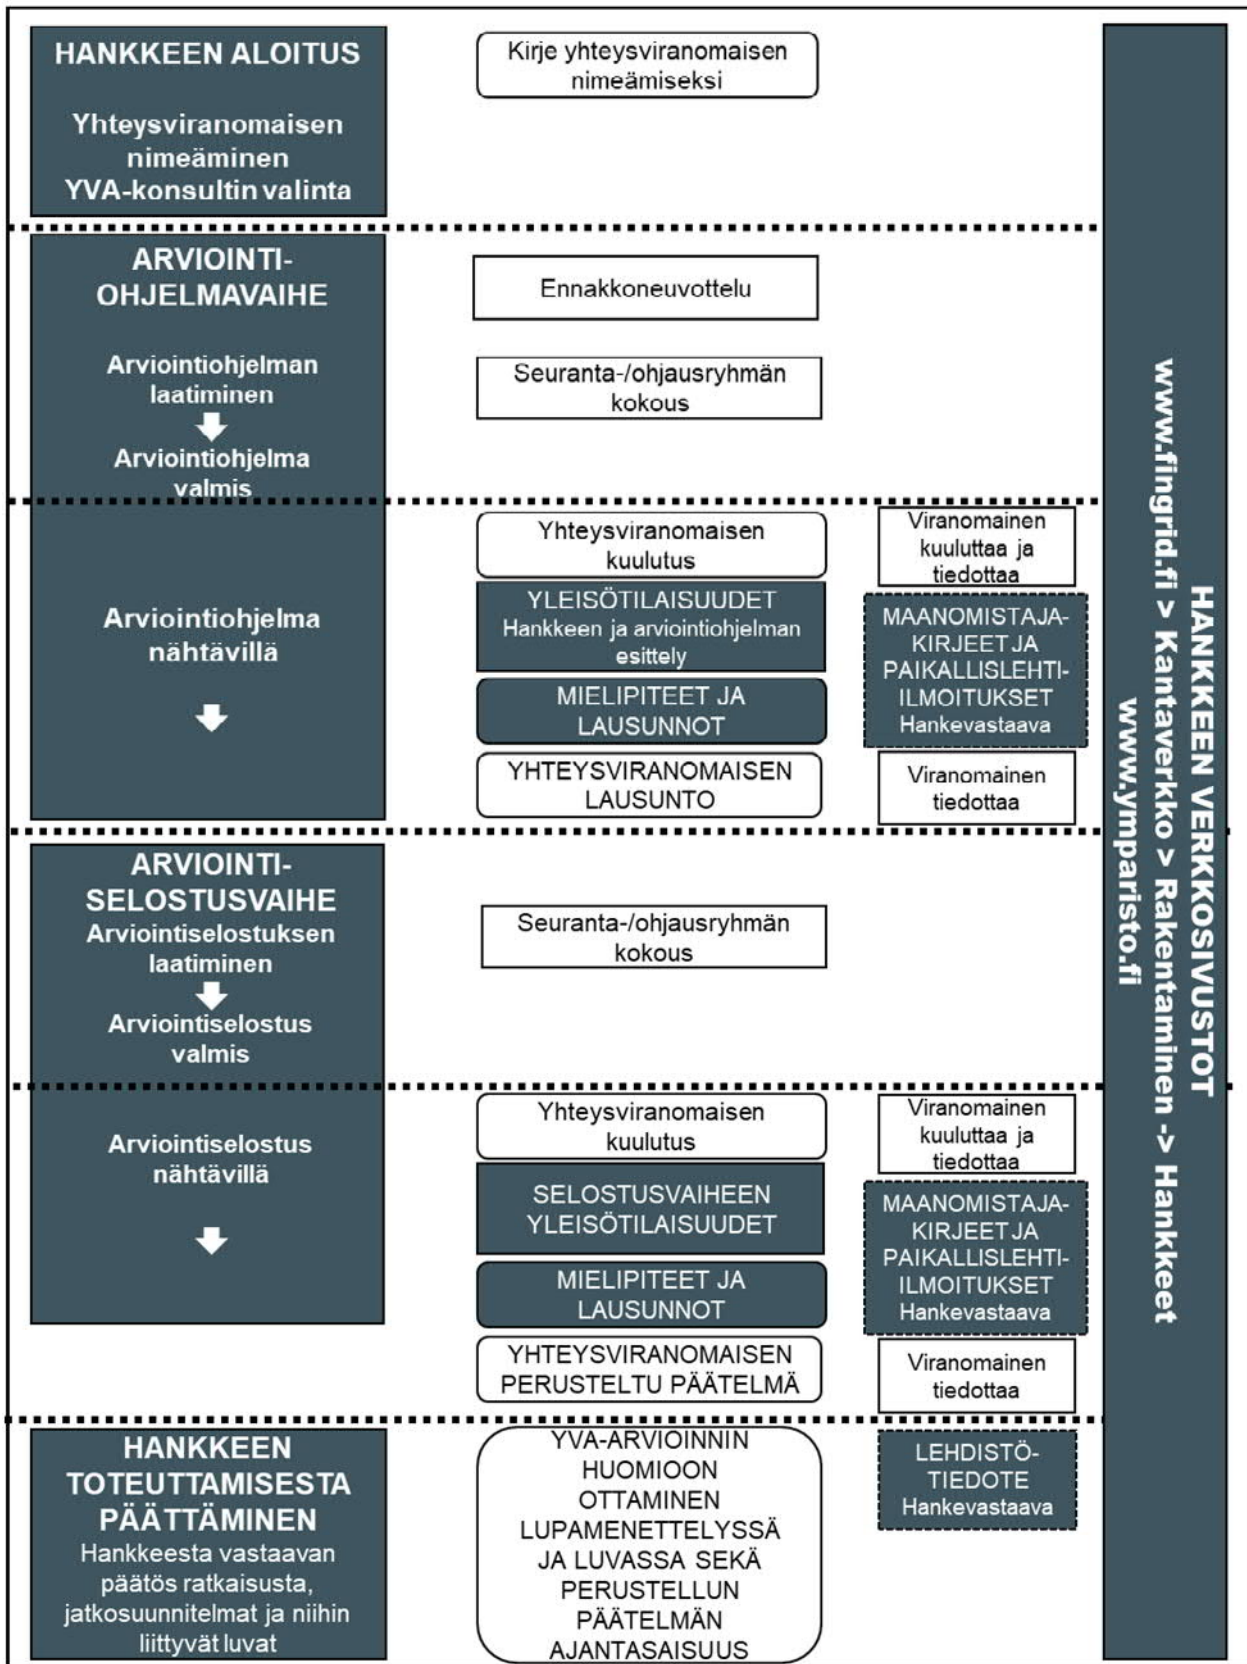 HANKKEEN ALOITUS
Yhteysviranomaisen
nimeäminen
YVA-konsultin valinta
Kirje yhteysviranomaisen
nimeämiseksi
ARVIOINTI-
OHJELMAVAIHE
Arviointiohjelman
laatiminen
Arviointiohjelma
valmis
Ennakkoneuvottelu
Seuranta-/ohjausryhmän
kokous
Arviointiohjelma
nähtävillä
Yhteysviranomaisen
kuulutus
YLEISÖTILAISUUDET
Hankkeen ja arviointiohjelman
esittely
MIELIPITEET JA
LAUSUNNOT
YHTEYSVIRANOMAISEN
LAUSUNTO
Viranomainen
kuuluttaa ja
tiedottaa
MAANOMISTAJA-
KIRJEET JA
PAIKALLISLEHTI-
ILMOITUKSET
Hankevastaava
Viranomainen
tiedottaa
ARVIOINTI-
SELOSTUSVAIHE
Arviointiselostuksen
laatiminen
Arviointiselostus
valmis
Seuranta-/ohjausryhmän
kokous
Arviointiselostus
nähtävillä
Yhteysviranomaisen
kuulutus
SELOSTUSVAIHEEN
YLEISÖTILAISUUDET
MIELIPITEET JA
LAUSUNNOT
YHTEYSVIRANOMAISEN
PERUSTELTU PÄÄTELMÄ
Viranomainen
kuuluttaa ja
tiedottaa
MAANOMISTAJA-
KIRJEET JA
PAIKALLISLEHTI-
ILMOITUKSET
Hankevastaava
Viranomainen
tiedottaa
HANKKEEN
TOTEUTTAMISESTA
PÄÄTTÄMINEN
Hankkeesta vastaavan
päätös ratkaisusta,
jatkosuunnitelmat ja niihin
liittyvät luvat
YVA-ARVIOINNIN
HUOMIOON
OTTAMINEN
LUPAMENETTELYSSÄ
JA LUVASSA SEKÄ
PERUSTELLUN
PÄÄTELMÄN
AJANTASAISUUS
LEHDISTÖ-
TIEDOTE
Hankevastaava
HANKKEEN VERKKOSIVUSTOT
www.fingrid.fi > Kantaverkko > Rakentaminen -> Hankkeet
www.ymparisto.fi